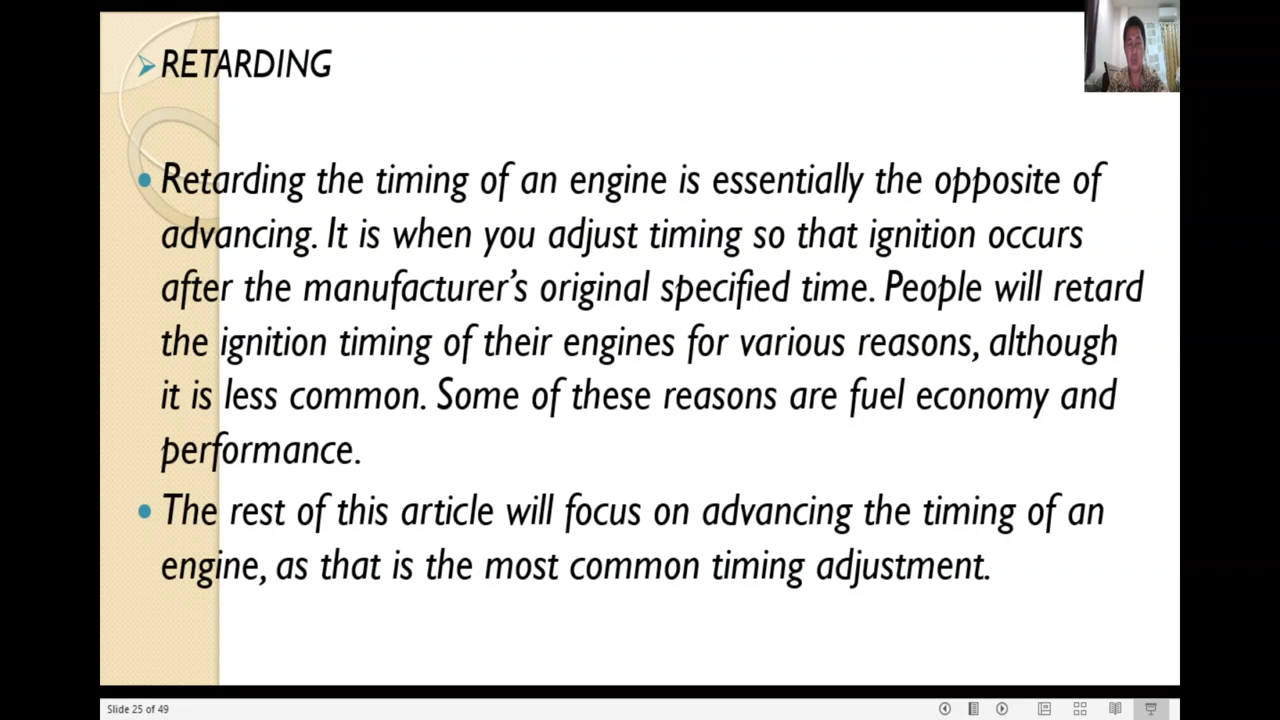 RETARDING
Retarding the timing of an engine is essentially the opposite of
advancing. It is when you adjust timing so that ignition occurs
after the manufacturer's original specified time. People will retard
the ignition timing of their engines for various reasons, although
it is less common. Some of these reasons are fuel economy and
performance.
The rest of this article will focus on advancing the timing of an
engine, as that is the most common timing adjustment.
Slide 25 of 49